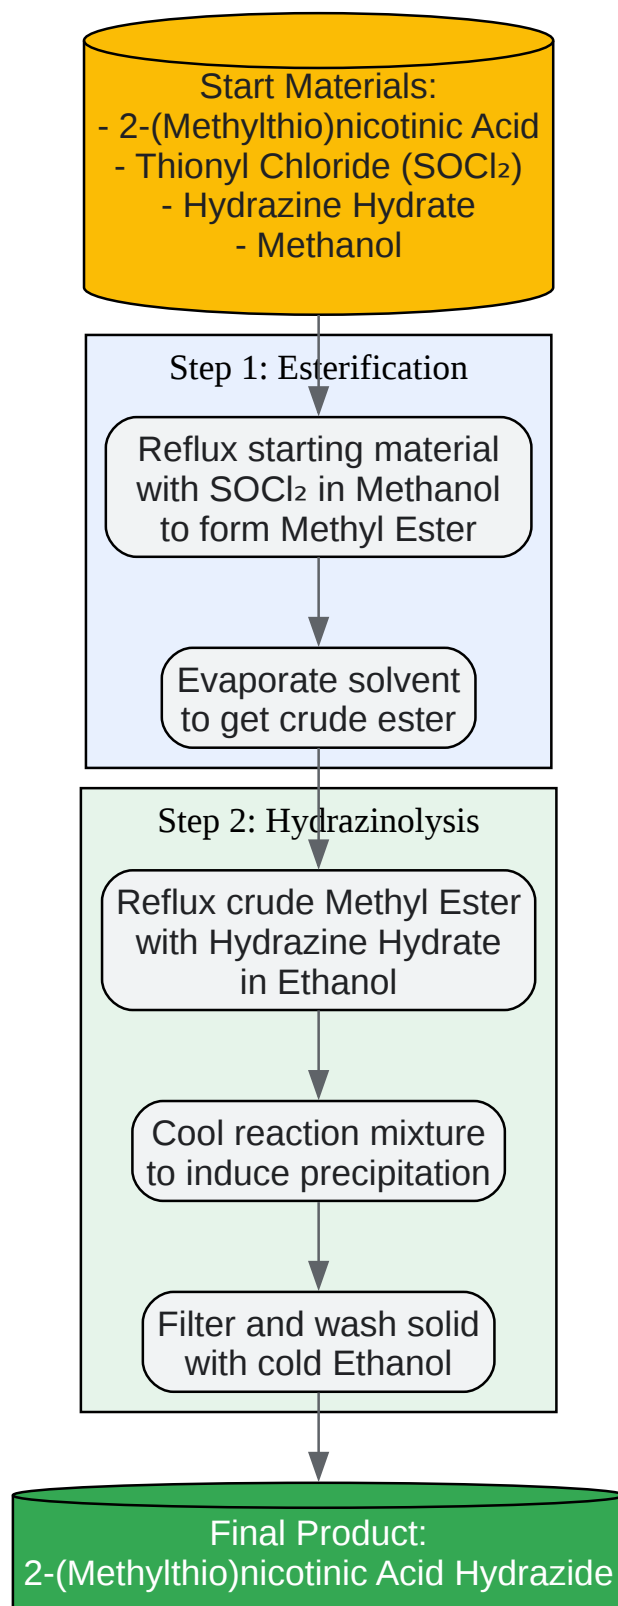 Start Materials:
- 2-(Methylthio)nicotinic Acid
- Thionyl Chloride (SOCl₂)
- Hydrazine Hydrate
- Methanol
Step 1: Esterification
Reflux starting material
with SOCl₂ in Methanol
to form Methyl Ester
Evaporate solvent
to get crude ester
Step 2: Hydrazinolysis
Reflux crude Methyl Ester
with Hydrazine Hydrate
in Ethanol
Cool reaction mixture
to induce precipitation
Filter and wash solid
with cold Ethanol
Final Product:
2-(Methylthio)nicotinic Acid Hydrazide